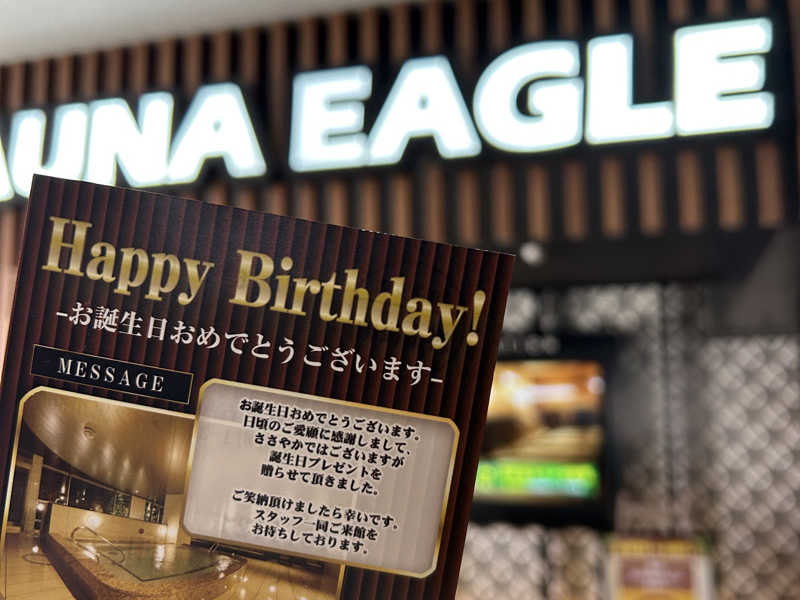 AUNA EAGLE
Happy Birthday!
-お誕生日おめでとうございます-
MESSAGE
お誕生日おめでとうございます。
日頃のご愛顧に感謝しまして、
ささやかではございますが
誕生日プレゼントを
贈らせて頂きました。
ご笑納頂けましたら幸いです。
スタッフ一同ご来館を
お待ちしております。